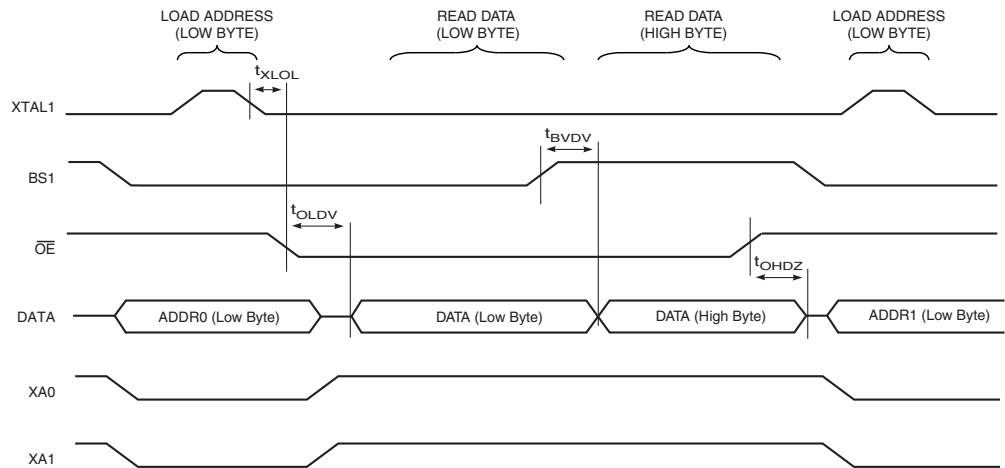 LOAD ADDRESS
(LOW BYTE)
READ DATA
(LOW BYTE)
READ DATA
(HIGH BYTE)
LOAD ADDRESS
(LOW BYTE)
tXLOL
XTAL1
tBVDV
BS1
tOLDV
OE
tOHDZ
DATA
ADDR0 (Low Byte)
DATA (Low Byte)
DATA (High Byte)
ADDR1 (Low Byte)
XA0
XA1